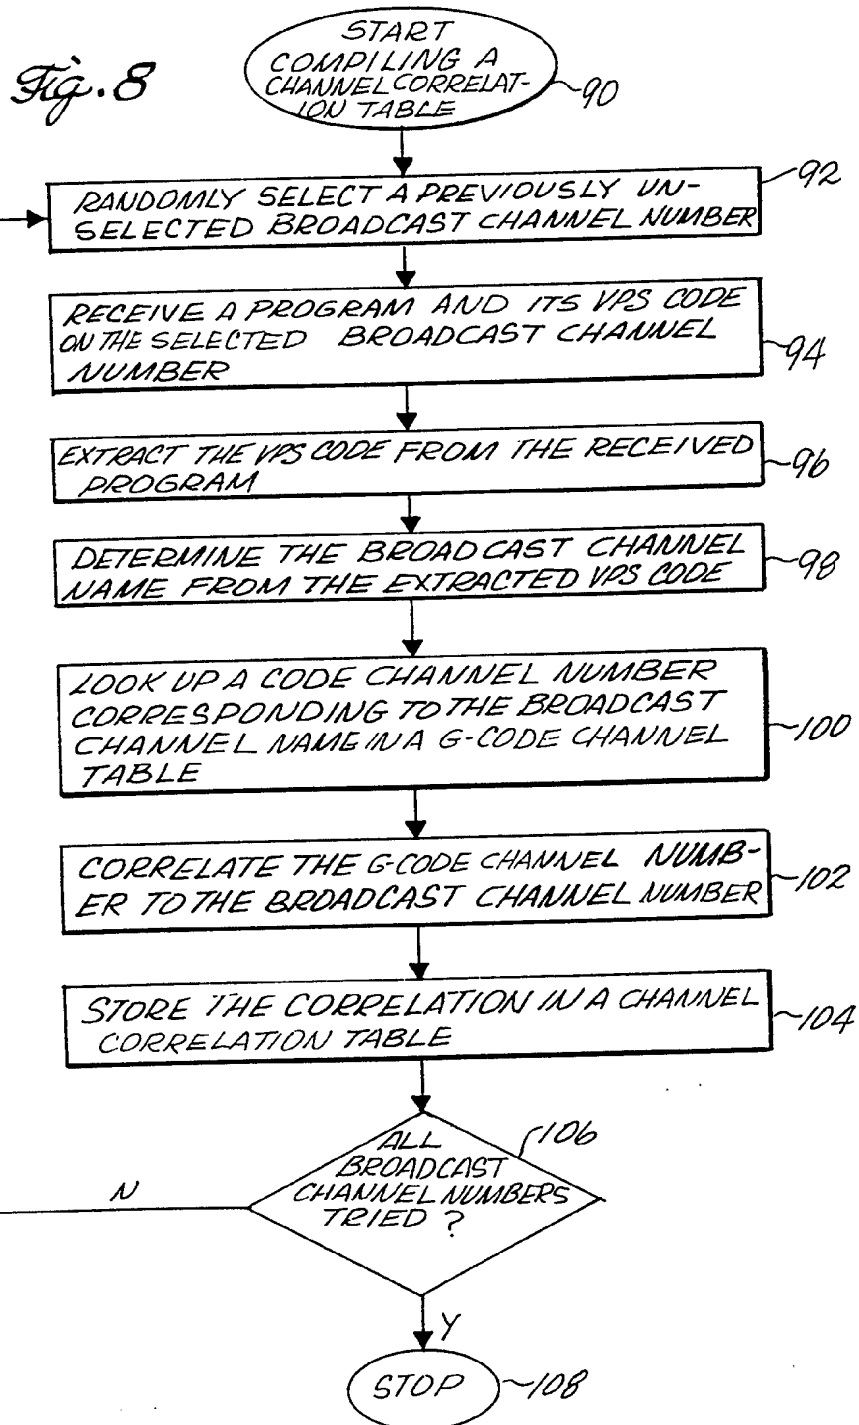 Fig. 8
START
COMPILING A
CHANNEL CORRELAT-
ION TABLE
90
92
RANDOMLY SELECT A PREVIOUSLY UN-
SELECTED BROADCAST CHANNEL NUMBER
RECEIVE A PROGRAM AND ITS VPS CODE
ON THE SELECTED BROADCAST CHANNEL
NUMBER
94
EXTRACT THE VPS CODE FROM THE RECEIVED
PROGRAM
96
DETERMINE THE BROADCAST CHANNEL
NAME FROM THE EXTRACTED VPS CODE
98
LOOK UP A CODE CHANNEL NUMBER
CORRESPONDING TO THE BROADCAST
CHANNEL NAME IN A G-CODE CHANNEL
TABLE
100
CORRELATE THE G-CODE CHANNEL NUMB-
ER TO THE BROADCAST CHANNEL NUMBER
102
STORE THE CORRELATION IN A CHANNEL
CORRELATION TABLE
104
106
ALL
BROADCAST
CHANNEL NUMBERS
TRIED ?
N
Y
STOP
108